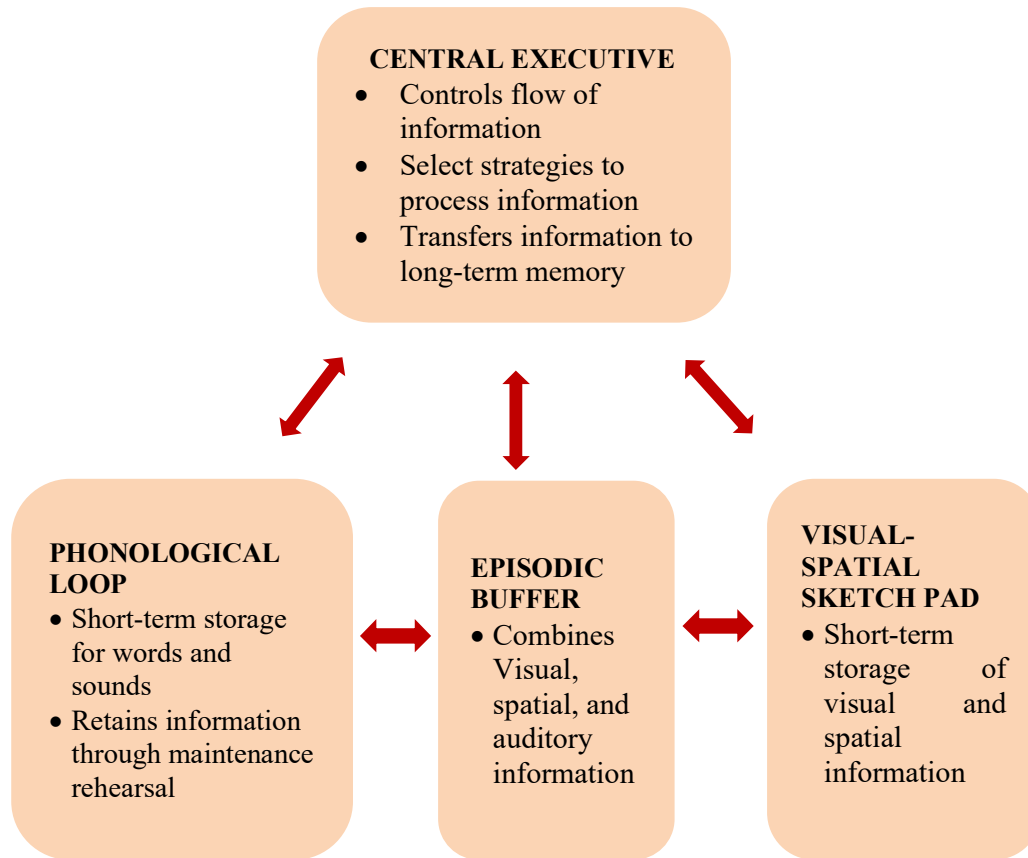 CENTRAL EXECUTIVE
• Controls flow of
information
• Select strategies to
process information
• Transfers information to
long-term memory
PHONOLOGICAL
LOOP
• Short-term storage
for words and
sounds
• Retains information
through maintenance
rehearsal
EPISODIC
BUFFER
• Combines
Visual,
spatial, and
auditory
information
VISUAL-
SPATIAL
SKETCH PAD
• Short-term
storage of
visual and
spatial
information